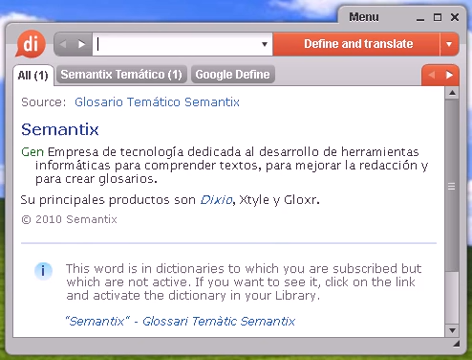 Menu
di
Define and translate
All (1)
Semantix Temático (1)
Google Define
Source: Glosario Temático Semantix
Semantix
Gen Empresa de tecnología dedicada al desarrollo de herramientas
informáticas para comprender textos, para mejorar la redacción y
para crear glosarios.
Su principales productos son Dixio, Xtyle y Gloxr.
© 2010 Semantix
i
This word is in dictionaries to which you are subscribed but
which are not active. If you want to see it, click on the link
and activate the dictionary in your Library.
"Semantix" - Glossari Temàtic Semantix